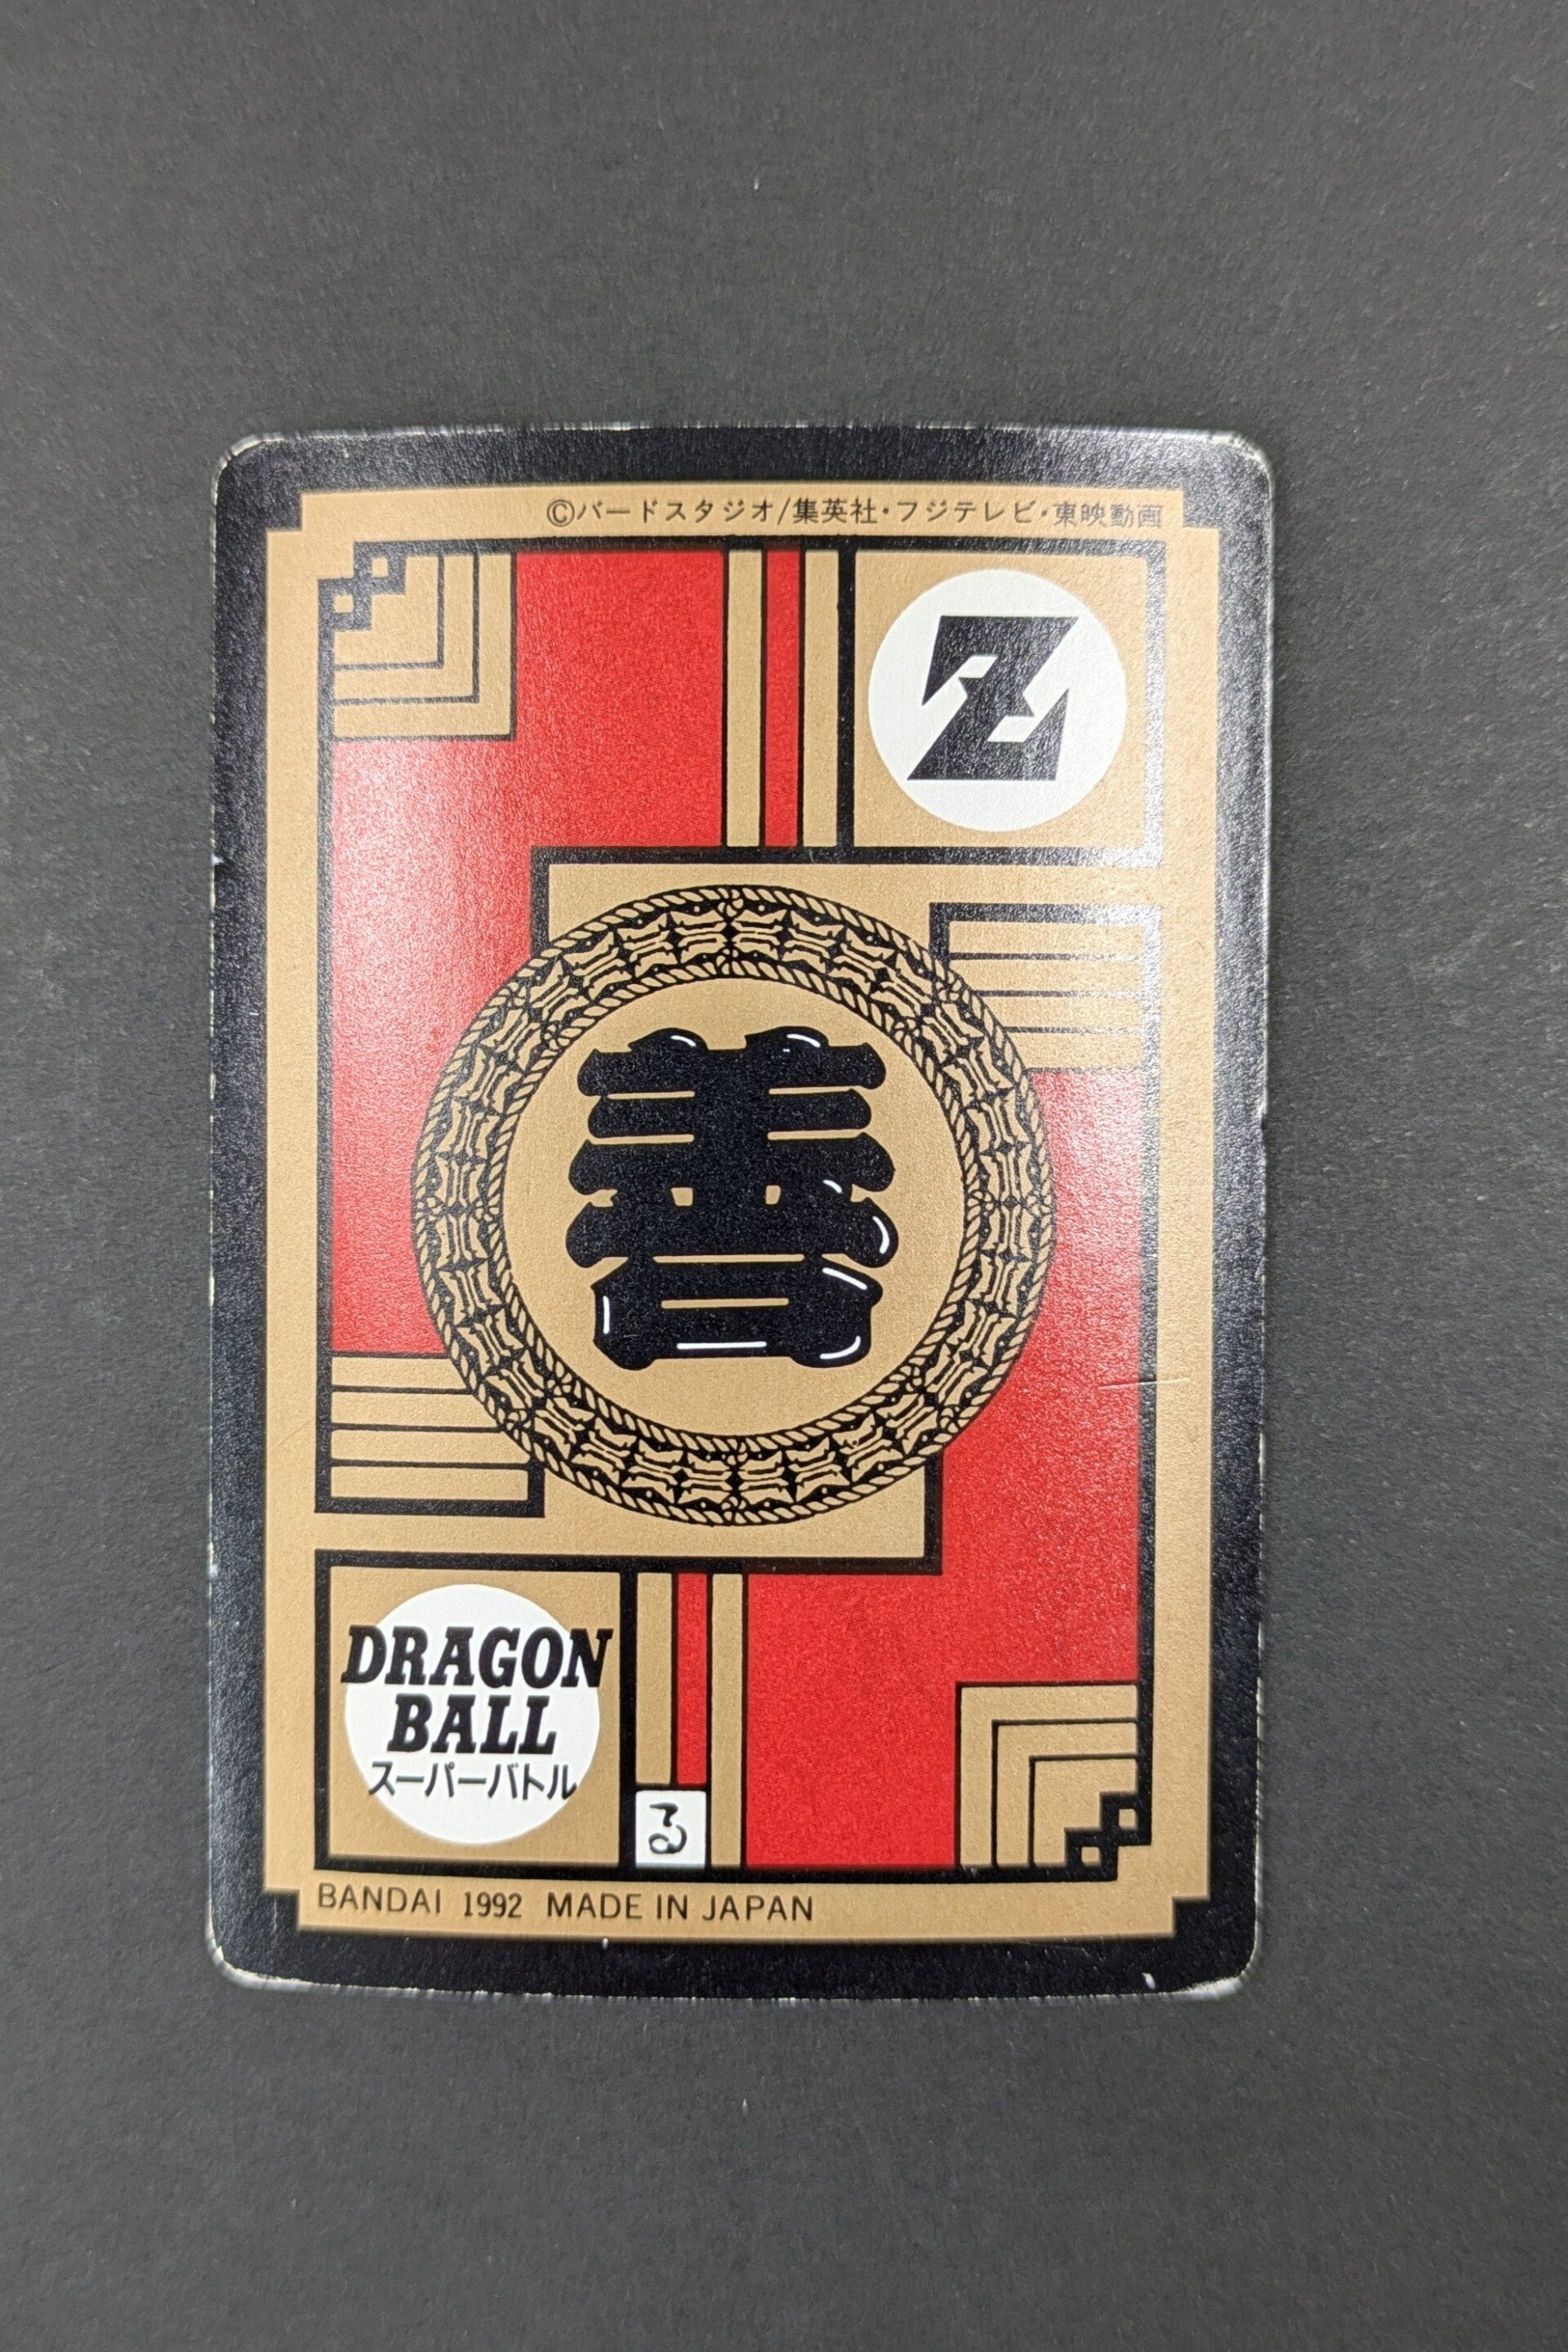 ©バードスタジオ/集英社・フジテレビ・東映動画
Z
善
DRAGON
BALL
スーパーバトル
る
BANDAI 1992 MADE IN JAPAN